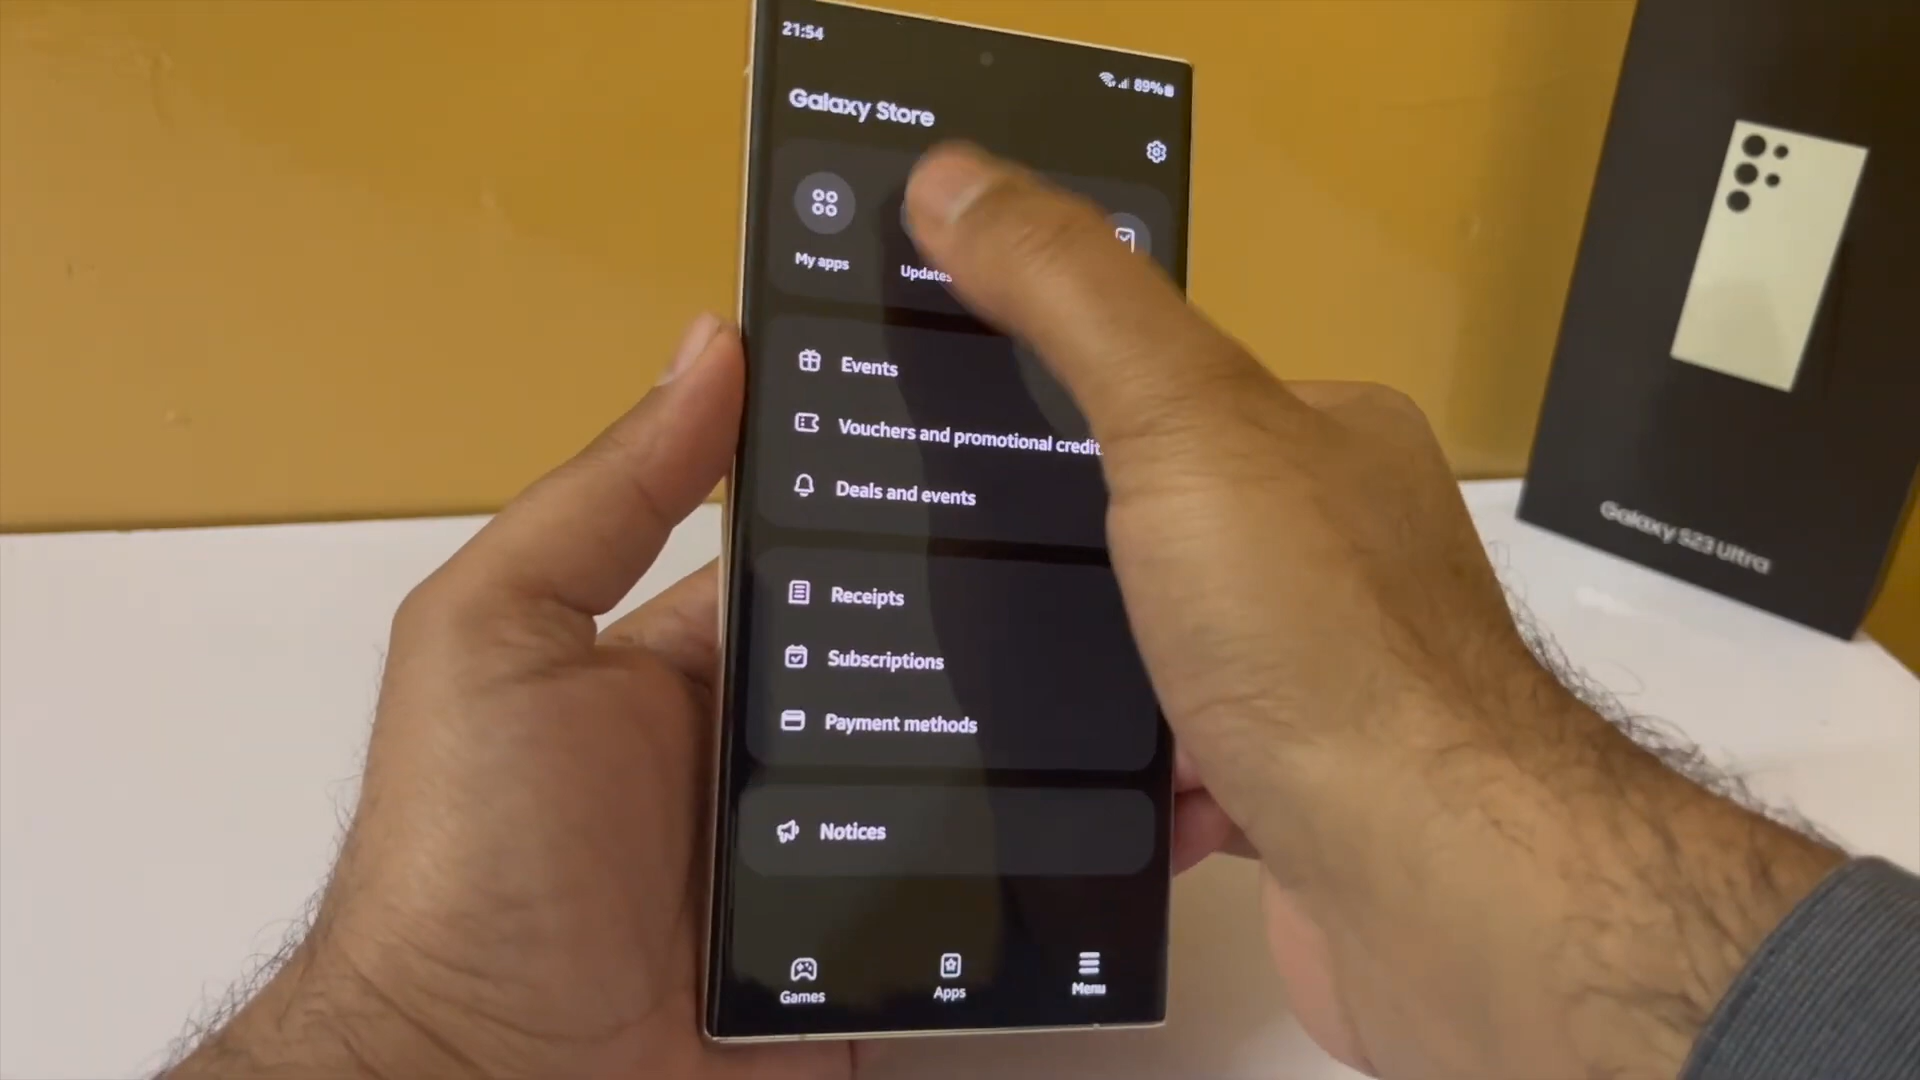 21:54
89%
Galaxy Store
My apps
Updates
Events
Vouchers and promotional credit
Deals and events
Receipts
Subscriptions
Payment methods
Notices
Games
Apps
Menu
Galaxy S23 Ultra